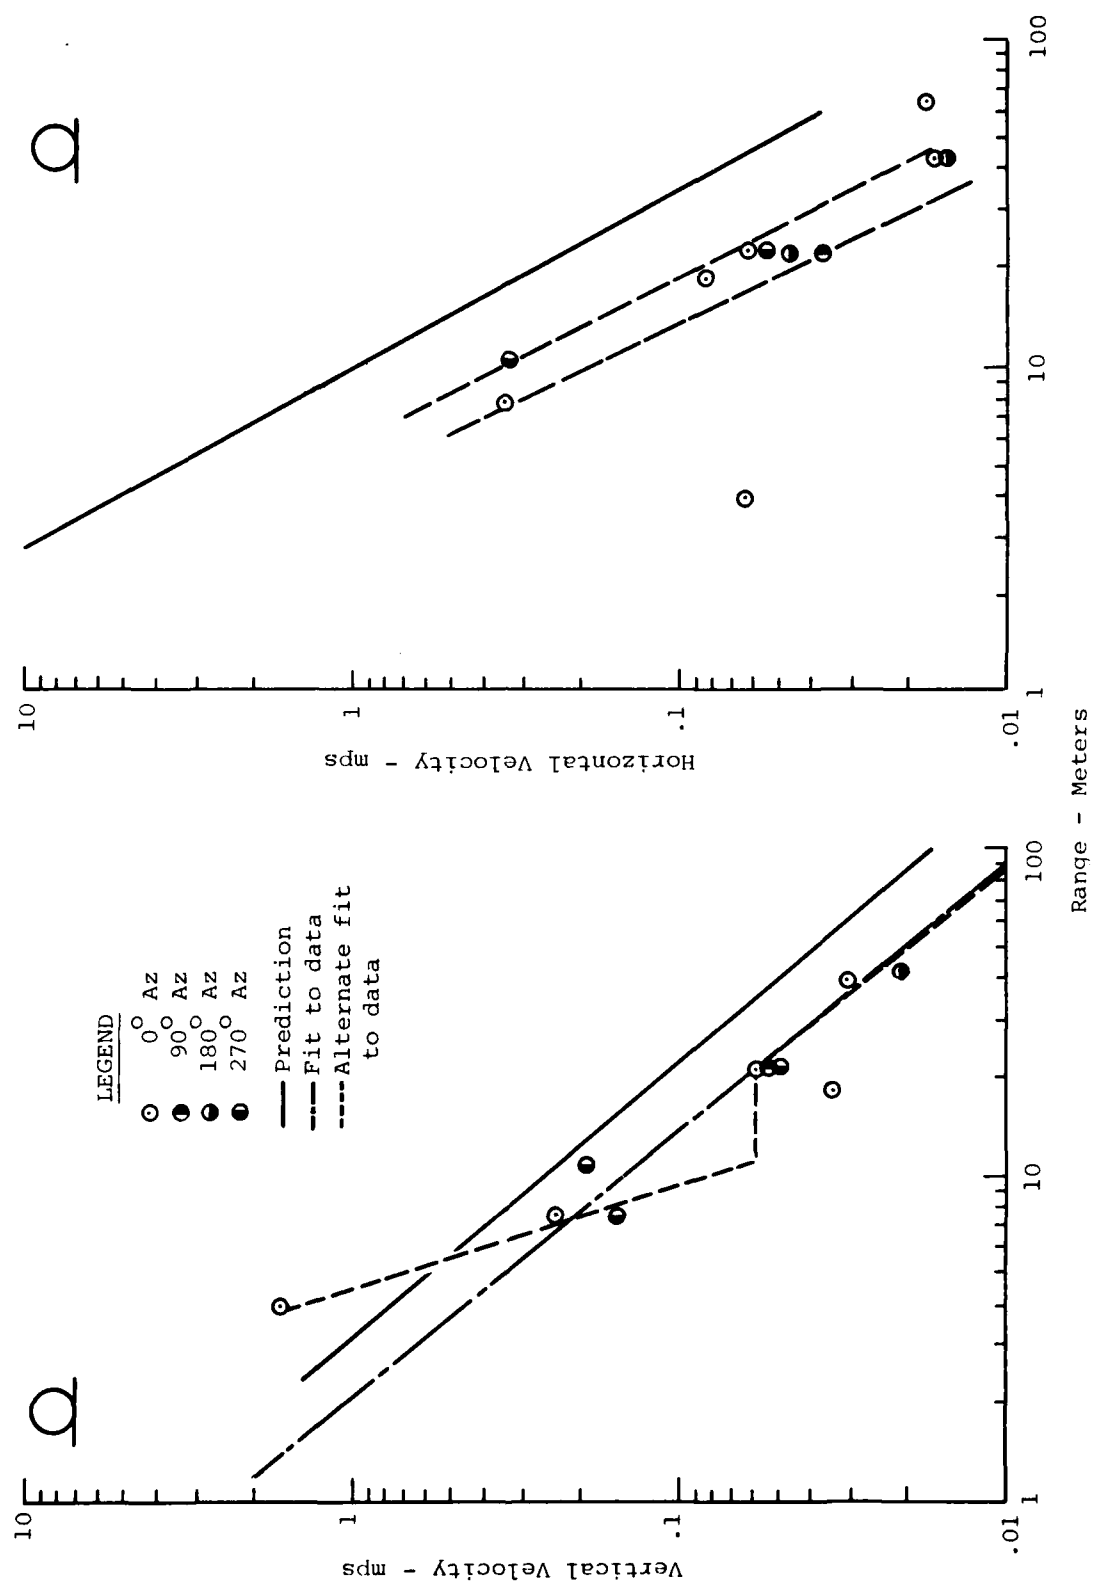 LEGEND
0° Az
90° Az
180° Az
270° Az
Prediction
Fit to data
Alternate fit
to data
10
1
.1
.01
Vertical Velocity - mps
1
10
100
10
1
.1
.01
Horizontal Velocity - mps
1
10
100
Range - Meters